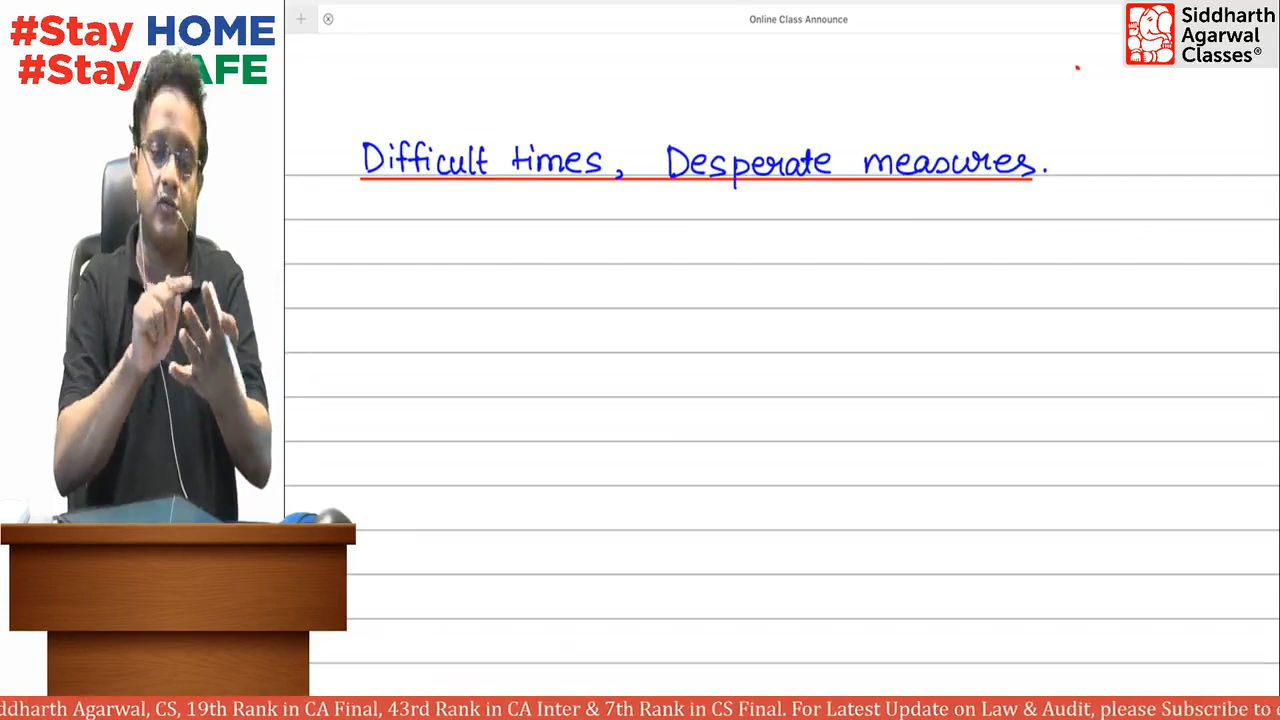 #Stay HOME
#Stay AFE
Online Class Announce
Siddharth
Agarwal
Classes®
Difficult times, Desperate measures.
ddharth Agarwal, CS, 19th Rank in CA Final, 43rd Rank in CA Inter & 7th Rank in CS Final. For Latest Update on Law & Audit, please Subscribe to